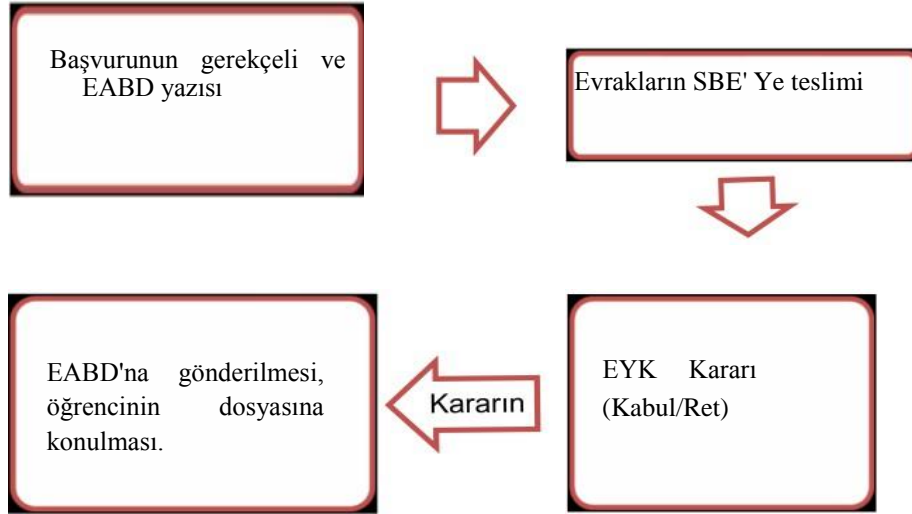 Başvurunun gerekçeli ve
EABD yazısı
Evrakların SBE' Ye teslimi
EYK Kararı
(Kabul/Ret)
Kararın
EABD'na gönderilmesi,
öğrencinin dosyasına
konulması.